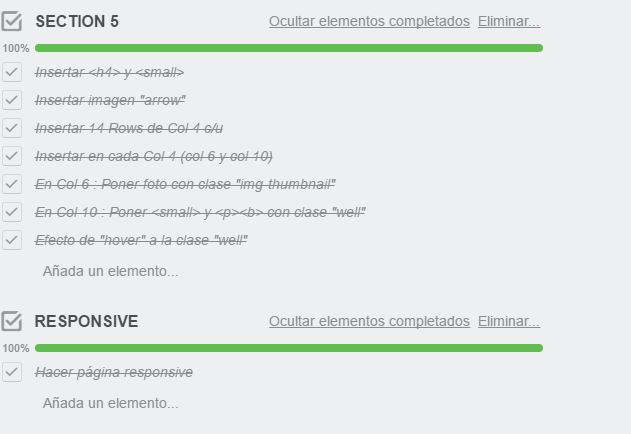 SECTION 5 Ocultar elementos completados Eliminar...
100%
Insertar <h4> y <small>
Insertar imagen "arrow"
Insertar 14 Rows de Col 4 c/u
Insertar en cada Col 4 (col 6 y col 10)
En Col 6 : Poner foto con clase "img-thumbnail"
En Col 10 : Poner <small> y <p><b> con clase "well"
Efecto de "hover" a la clase "well"
Añada un elemento...
RESPONSIVE Ocultar elementos completados Eliminar...
100%
Hacer página responsive
Añada un elemento...